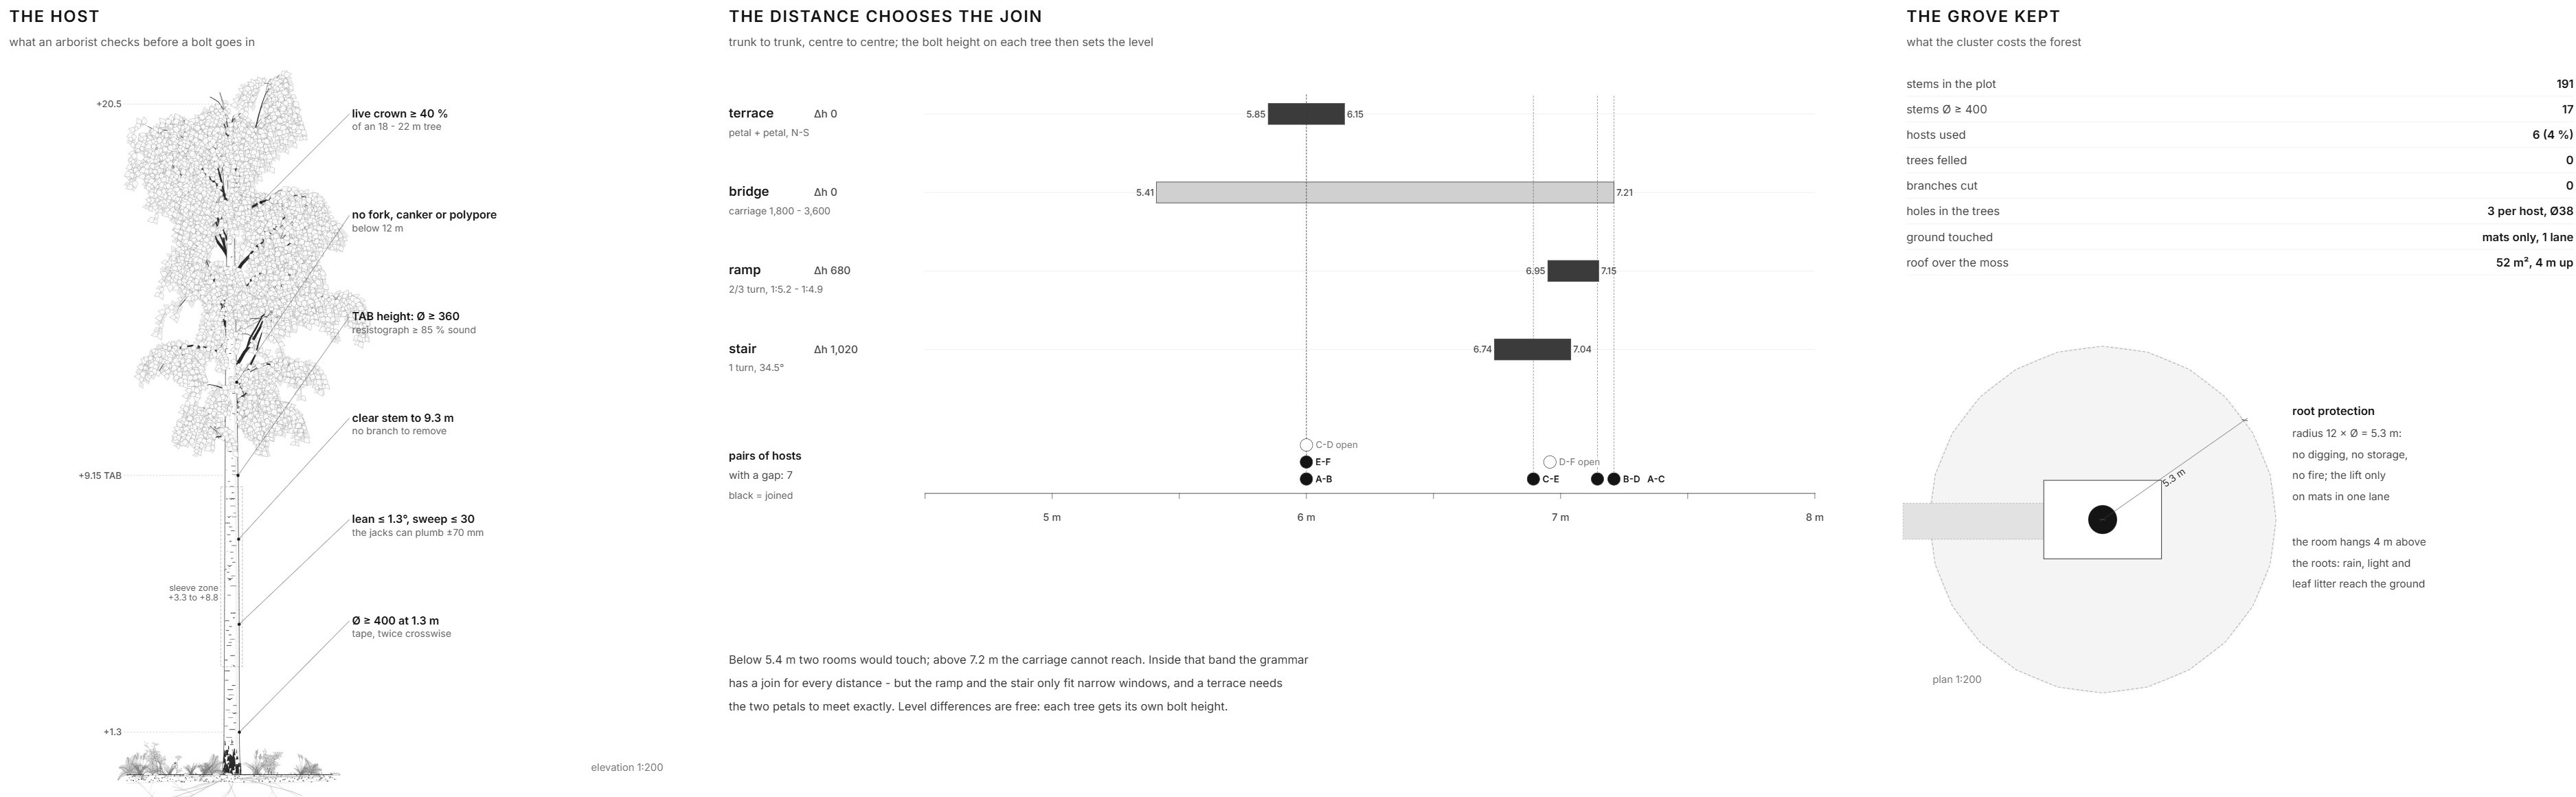 THE HOST
what an arborist checks before a bolt goes in
+20.5
live crown ≥ 40 %
of an 18 - 22 m tree
no fork, canker or polypore
below 12 m
TAB height: Ø ≥ 360
resistograph ≥ 85 % sound
clear stem to 9.3 m
no branch to remove
+9.15 TAB
lean ≤ 1.3°, sweep ≤ 30
the jacks can plumb ±70 mm
sleeve zone
+3.3 to +8.8
Ø ≥ 400 at 1.3 m
tape, twice crosswise
+1.3
elevation 1:200
THE DISTANCE CHOOSES THE JOIN
trunk to trunk, centre to centre; the bolt height on each tree then sets the level
terrace Δh 0
petal + petal, N-S
5.85 6.15
bridge Δh 0
carriage 1,800 - 3,600
5.41 7.21
ramp Δh 680
2/3 turn, 1:5.2 - 1:4.9
6.95 7.15
stair Δh 1,020
1 turn, 34.5°
6.74 7.04
pairs of hosts
with a gap: 7
black = joined
C-D open
E-F
D-F open
A-B
C-E
B-D A-C
5 m 6 m 7 m 8 m
Below 5.4 m two rooms would touch; above 7.2 m the carriage cannot reach. Inside that band the grammar
has a join for every distance - but the ramp and the stair only fit narrow windows, and a terrace needs
the two petals to meet exactly. Level differences are free: each tree gets its own bolt height.
THE GROVE KEPT
what the cluster costs the forest
stems in the plot 191
stems Ø ≥ 400 17
hosts used 6 (4 %)
trees felled 0
branches cut 0
holes in the trees 3 per host, Ø38
ground touched mats only, 1 lane
roof over the moss 52 m², 4 m up
5.3 m
root protection
radius 12 × Ø = 5.3 m:
no digging, no storage,
no fire; the lift only
on mats in one lane
the room hangs 4 m above
the roots: rain, light and
leaf litter reach the ground
plan 1:200